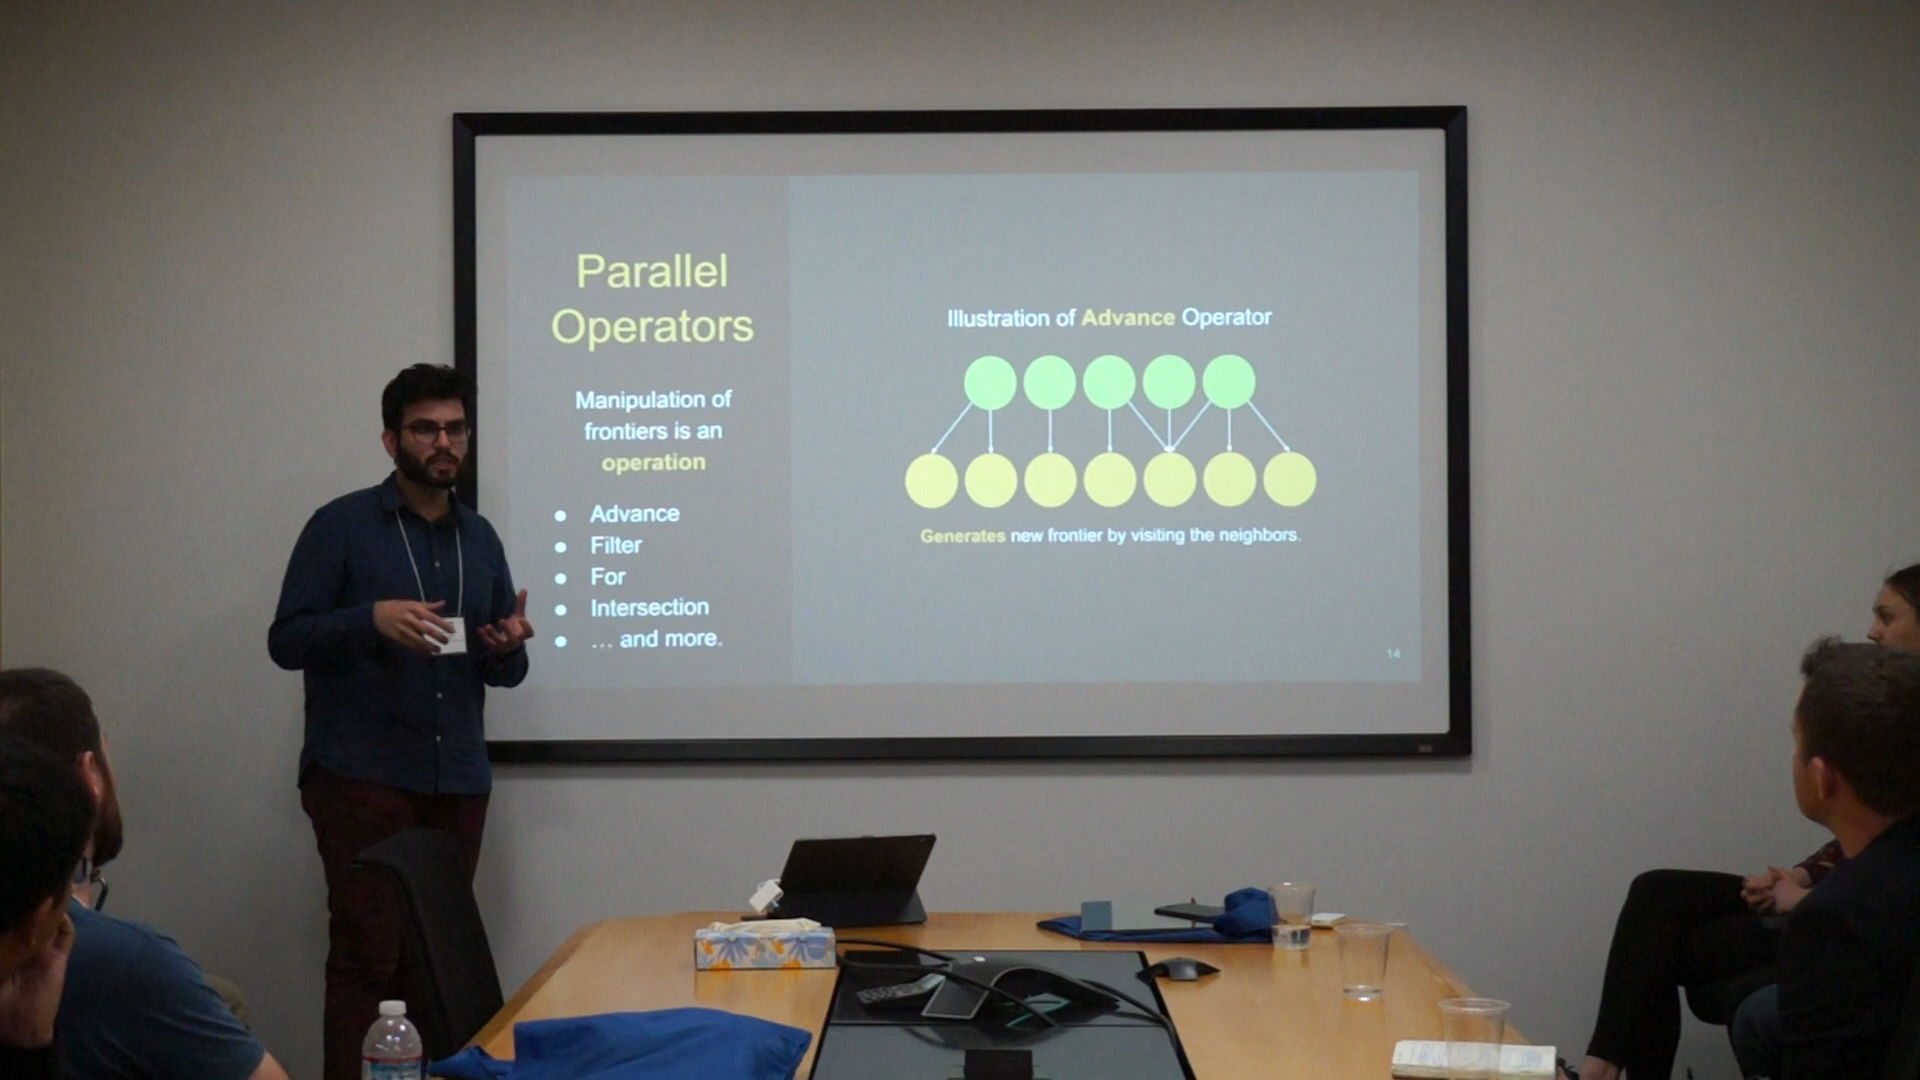 Parallel
Operators
Manipulation of
frontiers is an
operation
● Advance
● Filter
● For
● Intersection
● ... and more.
Illustration of Advance Operator
Generates new frontier by visiting the neighbors.
14